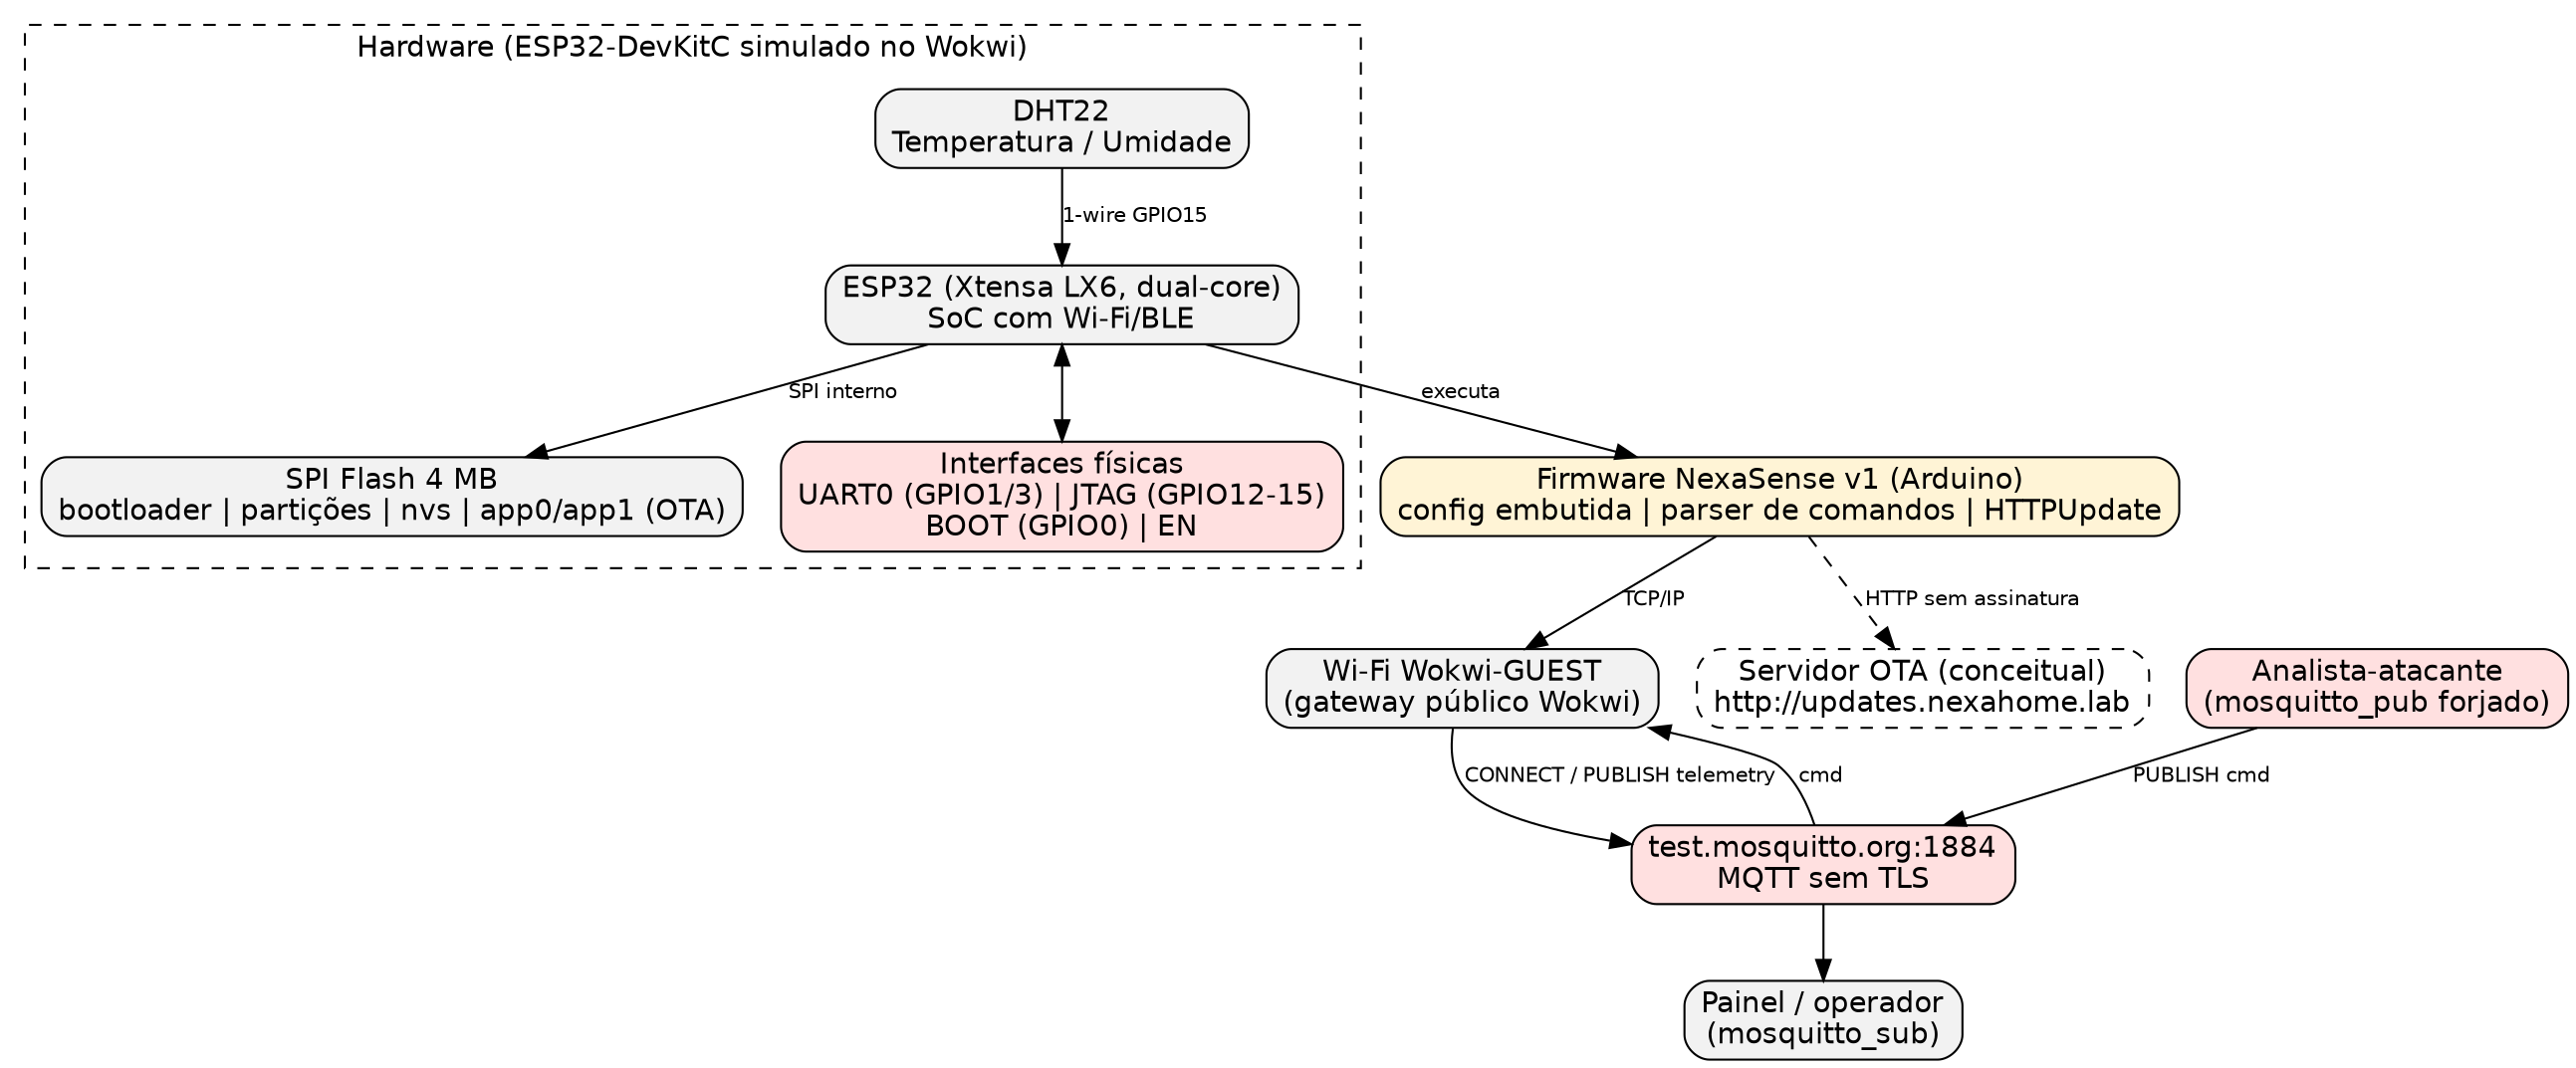 Hardware (ESP32-DevKitC simulado no Wokwi)
DHT22
Temperatura / Umidade
1-wire GPIO15
ESP32 (Xtensa LX6, dual-core)
SoC com Wi-Fi/BLE
SPI interno
executa
SPI Flash 4 MB
bootloader | partições | nvs | app0/app1 (OTA)
Interfaces físicas
UART0 (GPIO1/3) | JTAG (GPIO12-15)
BOOT (GPIO0) | EN
Firmware NexaSense v1 (Arduino)
config embutida | parser de comandos | HTTPUpdate
TCP/IP
HTTP sem assinatura
Wi-Fi Wokwi-GUEST
(gateway público Wokwi)
Servidor OTA (conceitual)
http://updates.nexahome.lab
Analista-atacante
(mosquitto_pub forjado)
CONNECT / PUBLISH telemetry
cmd
PUBLISH cmd
test.mosquitto.org:1884
MQTT sem TLS
Painel / operador
(mosquitto_sub)